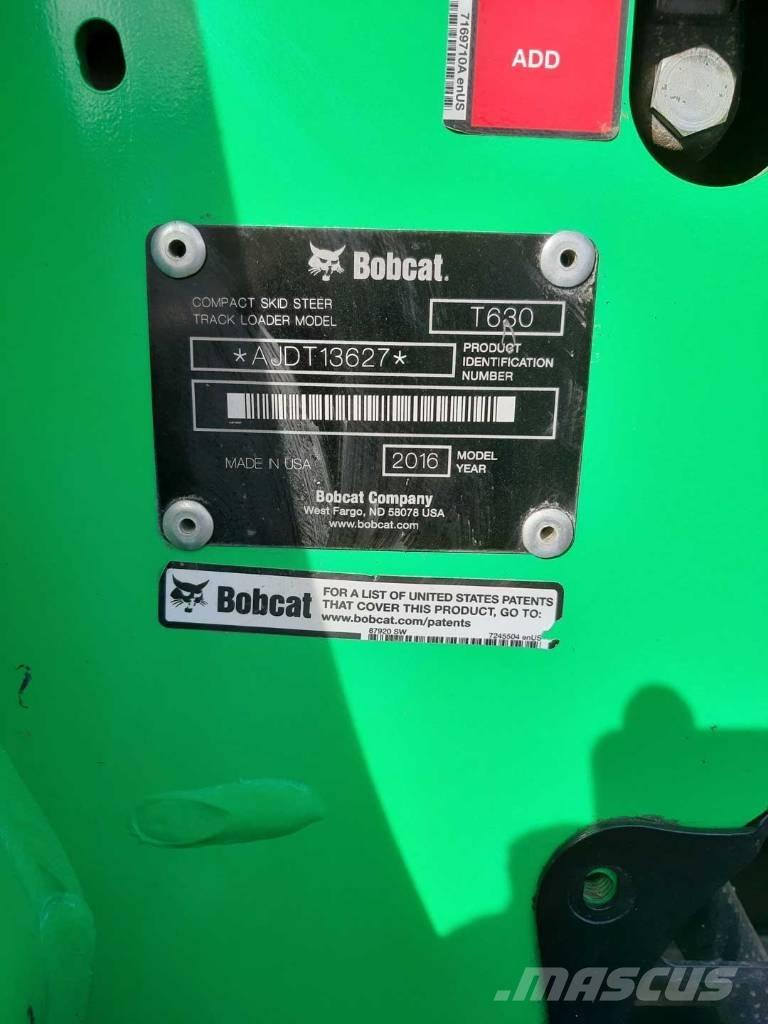 7169710A enUS
ADD
Bobcat.
COMPACT SKID STEER
TRACK LOADER MODEL
T630
*AJDT13627*
PRODUCT
IDENTIFICATION
NUMBER
MADE IN USA
2016
MODEL
YEAR
Bobcat Company
West Fargo, ND 58078 USA
www.bobcat.com
Bobcat
FOR A LIST OF UNITED STATES PATENTS
THAT COVER THIS PRODUCT, GO TO:
www.bobcat.com/patents
67920 SW
7245504 enUS
MASCUS